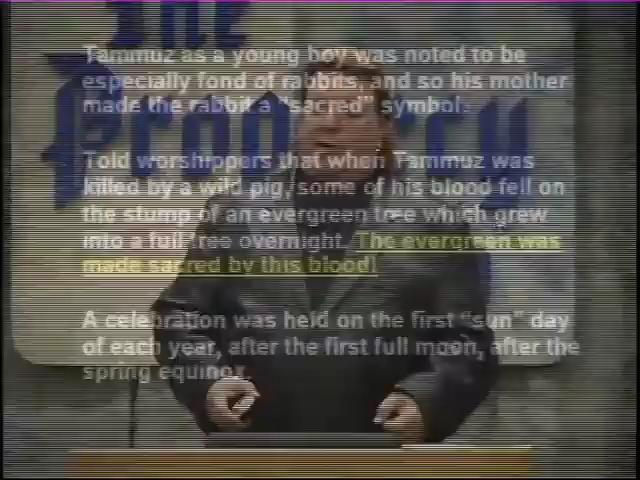 The
Prop ecy
Tammuz as a young boy was noted to be
especially fond of rabbits, and so his mother
made the rabbit a "sacred" symbol.
Told worshippers that when Tammuz was
killed by a wild pig, some of his blood fell on
the stump of an evergreen tree which grew
into a full tree overnight. The evergreen was
made sacred by this blood!
A celebration was held on the first "sun" day
of each year, after the first full moon, after the
spring equinox.